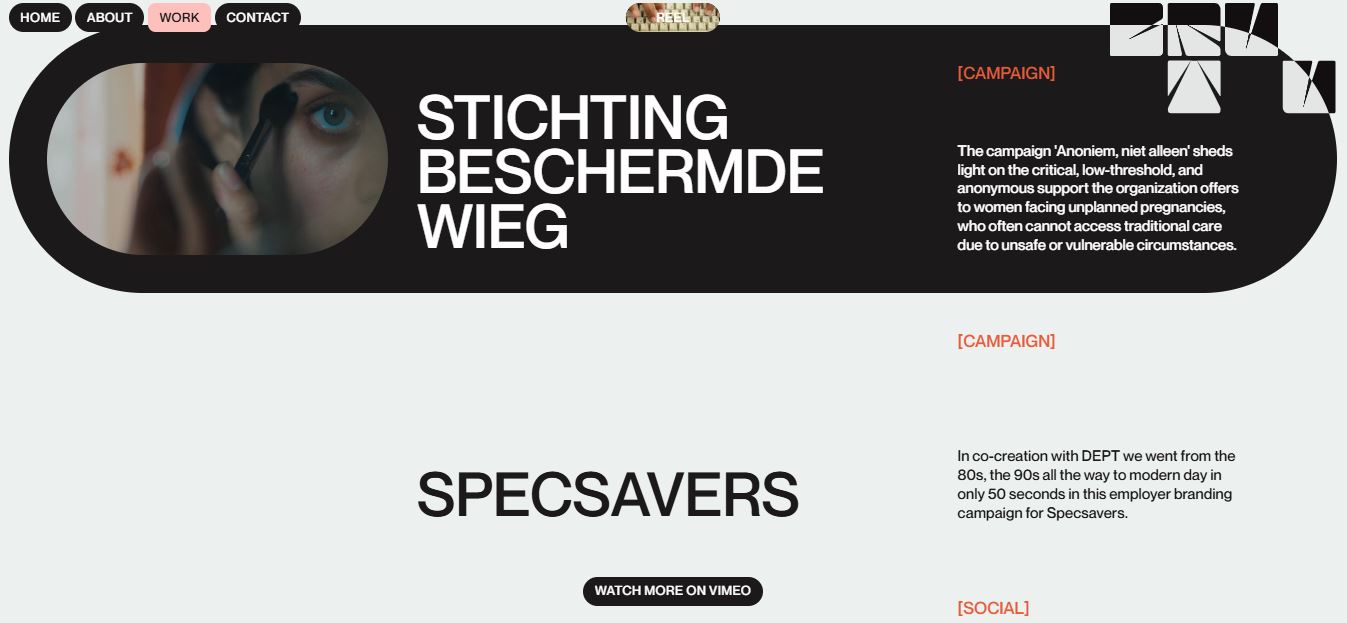 HOME
ABOUT
WORK
CONTACT
REEL
[CAMPAIGN]
STICHTING
BESCHERMDE
WIEG
The campaign 'Anoniem, niet alleen' sheds
light on the critical, low-threshold, and
anonymous support the organization offers
to women facing unplanned pregnancies,
who often cannot access traditional care
due to unsafe or vulnerable circumstances.
[CAMPAIGN]
SPECSAVERS
In co-creation with DEPT we went from the
80s, the 90s all the way to modern day in
only 50 seconds in this employer branding
campaign for Specsavers.
WATCH MORE ON VIMEO
[SOCIAL]